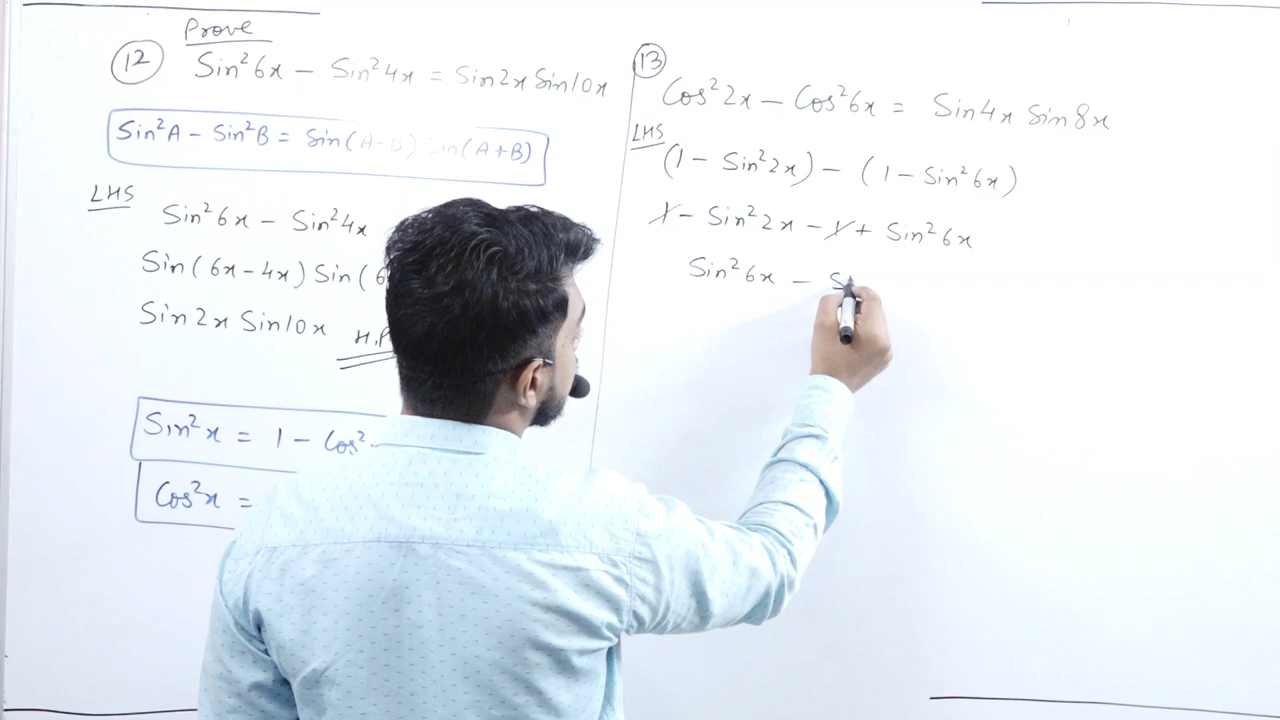 Prove
12 Sin²6x - Sin²4x = Sin2x Sin10x
Sin²A - Sin²B = Sin(A-B) Sin(A+B)
LHS
Sin²6x - Sin²4x
Sin(6x-4x) Sin(6
Sin2x Sin10x H.P
Sin²x = 1 - Cos²
Cos²x =
13
Cos²2x - Cos²6x = Sin4x Sin8x
LHS
(1 - Sin²2x) - (1 - Sin²6x)
1 - Sin²2x - 1 + Sin²6x
Sin²6x - S